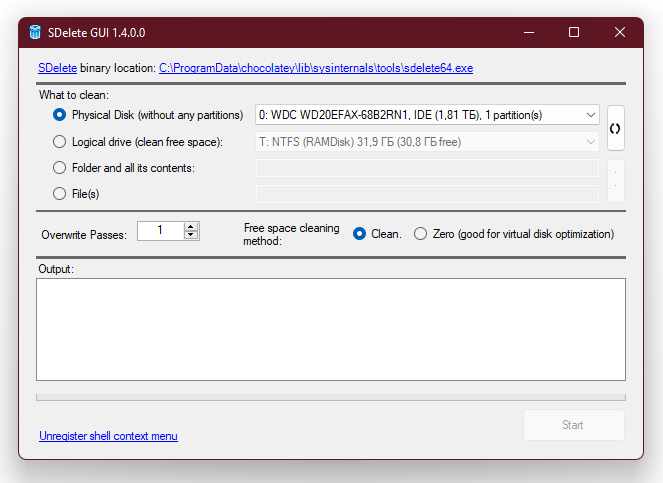 SDelete GUI 1.4.0.0
SDelete binary location: C:\ProgramData\chocolatey\lib\sysinternals\tools\sdelete64.exe
What to clean:
Physical Disk (without any partitions) 0: WDC WD20EFAX-68B2RN1, IDE (1,81 ТБ), 1 partition(s)
Logical drive (clean free space): T: NTFS (RAMDisk) 31,9 ГБ (30,8 ГБ free)
Folder and all its contents:
File(s)
Overwrite Passes: 1
Free space cleaning
method:
Clean.
Zero (good for virtual disk optimization)
Output:
Unregister shell context menu
Start